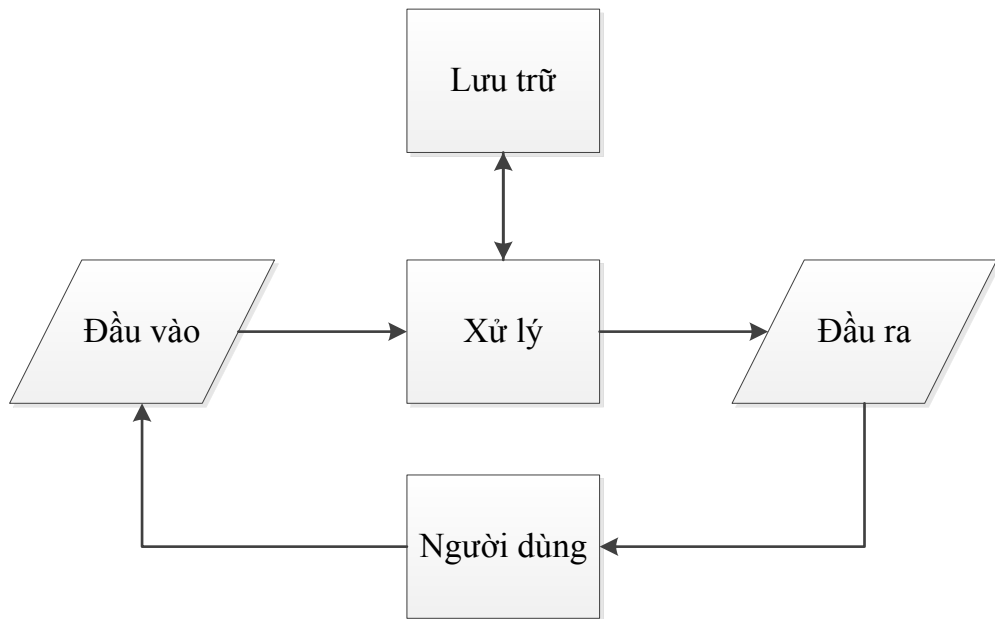 Lưu trữ
Đầu vào
Xử lý
Đầu ra
Người dùng